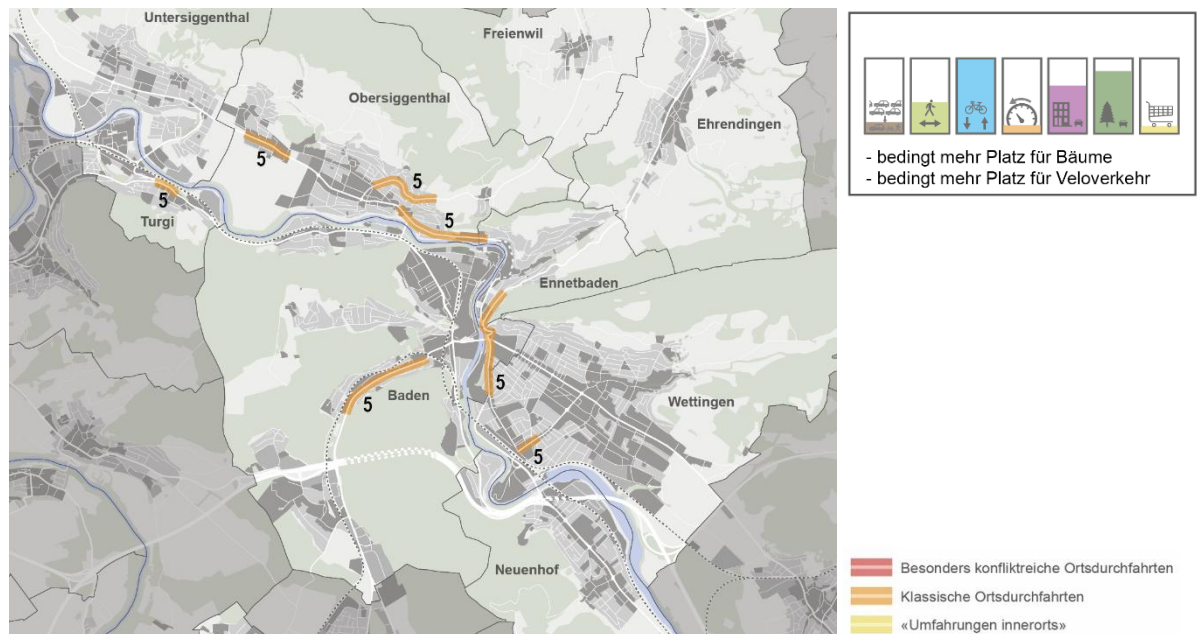 Untersiggenthal
Freienwil
Obersiggenthal
Ehrendingen
5
5
5
5
Turgi
Ennetbaden
5
Baden
5
Wettingen
5
Neuenhof
- bedingt mehr Platz für Bäume
- bedingt mehr Platz für Veloverkehr
Besonders konfliktreiche Ortsdurchfahrten
Klassische Ortsdurchfahrten
«Umfahrungen innerorts»